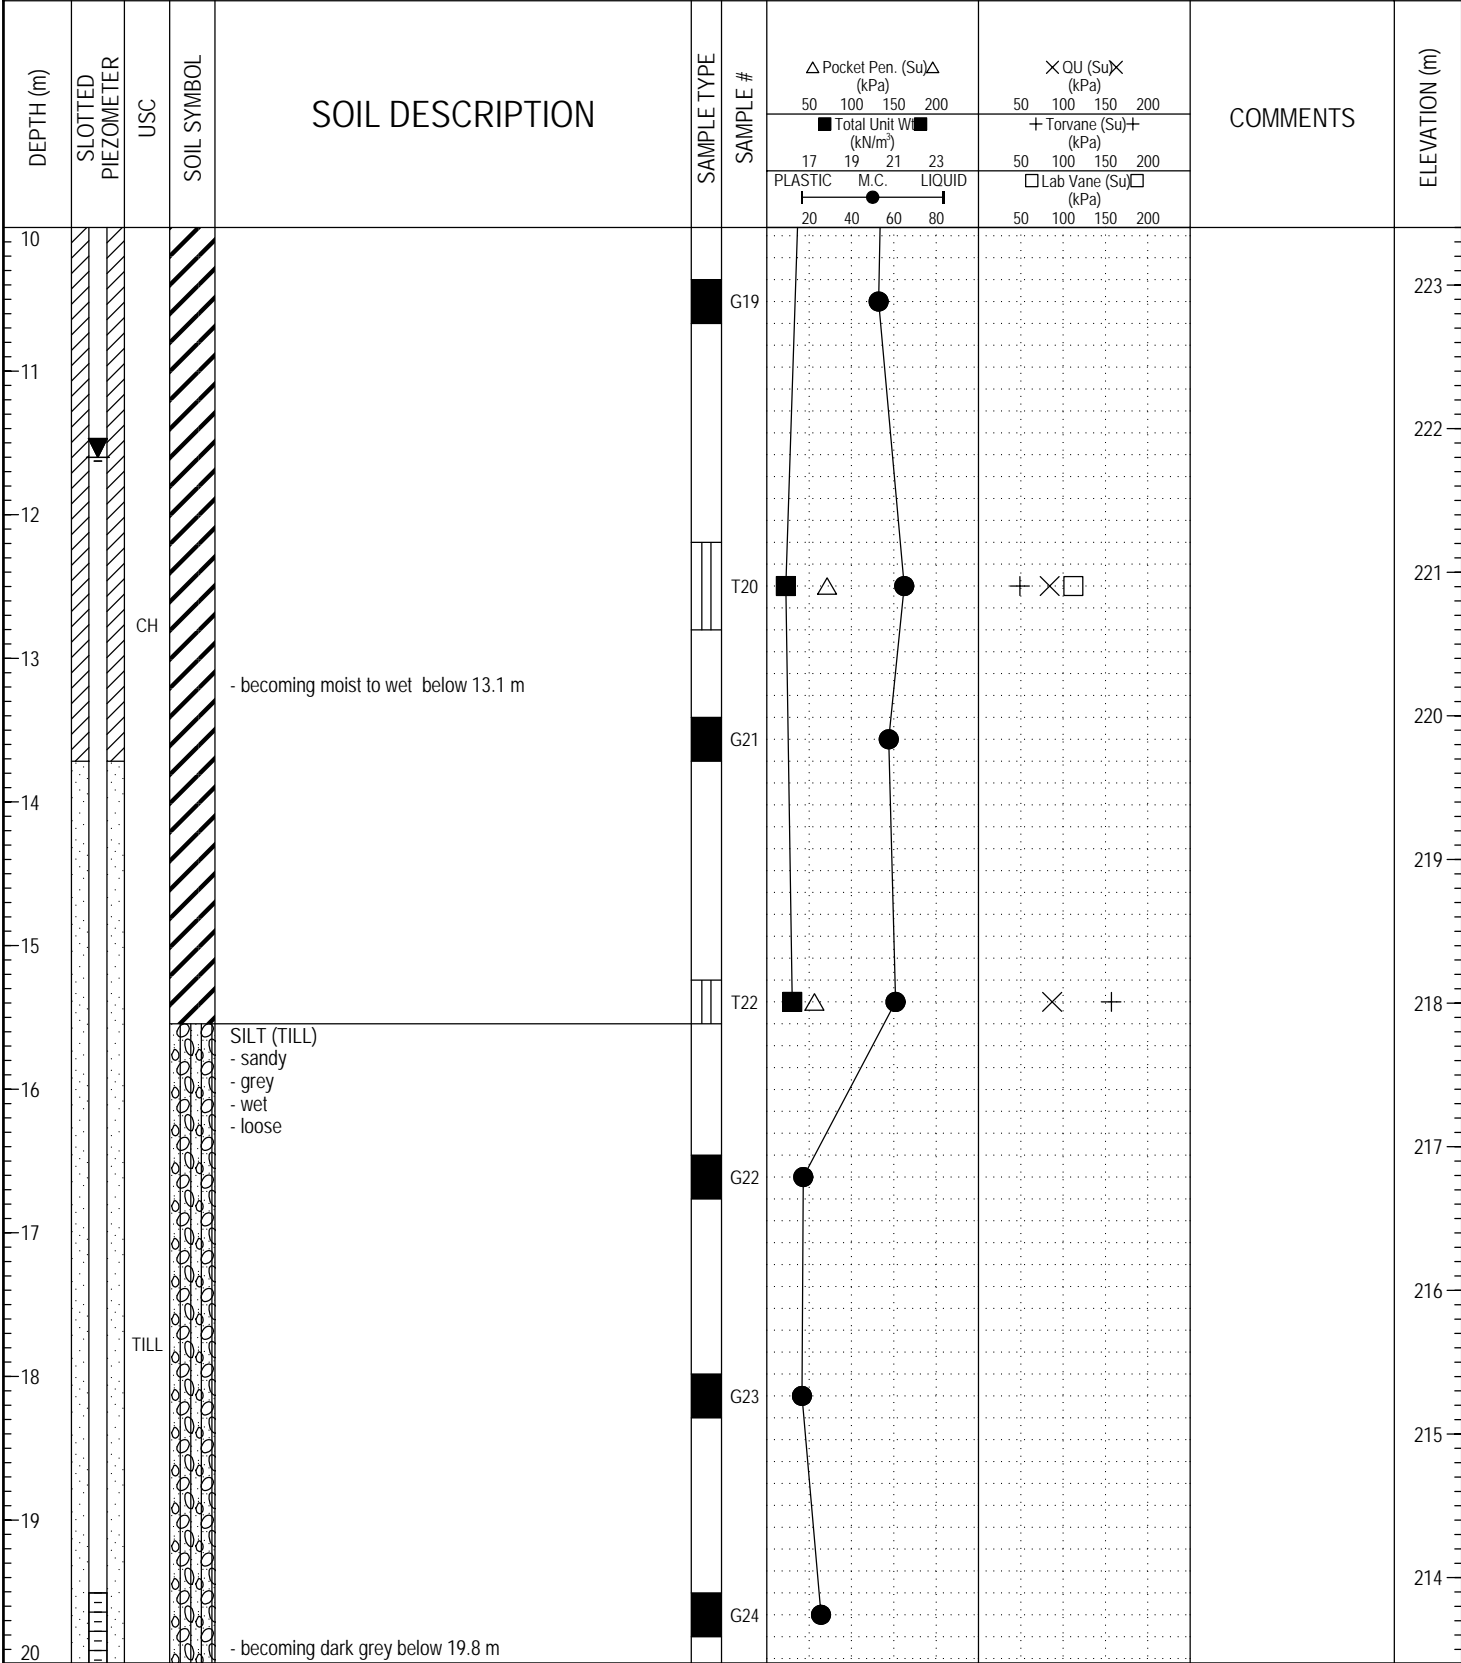 DEPTH (m)
SLOTTED
PIEZOMETER
USC
SOIL SYMBOL
SOIL DESCRIPTION
SAMPLE TYPE
SAMPLE #
△ Pocket Pen. (Su) △
(kPa)
50 100 150 200
■ Total Unit Wt ■
(kN/m³)
17 19 21 23
PLASTIC M.C. LIQUID
20 40 60 80
✕ QU (Su) ✕
(kPa)
50 100 150 200
+ Torvane (Su) +
(kPa)
50 100 150 200
□ Lab Vane (Su) □
(kPa)
50 100 150 200
COMMENTS
ELEVATION (m)
10
G19
223
11
222
12
T20
221
CH
13
- becoming moist to wet below 13.1 m
220
G21
14
219
15
T22
218
SILT (TILL)
- sandy
- grey
- wet
- loose
16
217
G22
17
216
TILL
18
G23
215
19
214
G24
- becoming dark grey below 19.8 m
20